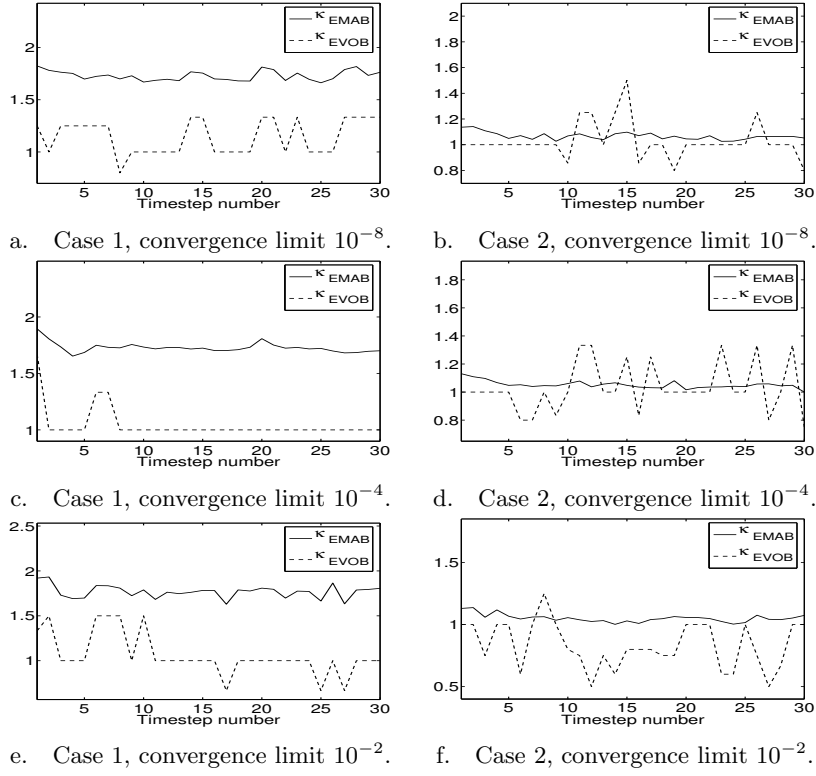 2
1.5
1
κ EMAB
κ EVOB
5 10 15 20 25 30
Timestep number
a. Case 1, convergence limit 10⁻⁸.
2
1.8
1.6
1.4
1.2
1
0.8
κ EMAB
κ EVOB
5 10 15 20 25 30
Timestep number
b. Case 2, convergence limit 10⁻⁸.
2
1.5
1
κ EMAB
κ EVOB
5 10 15 20 25 30
Timestep number
c. Case 1, convergence limit 10⁻⁴.
1.8
1.6
1.4
1.2
1
0.8
κ EMAB
κ EVOB
5 10 15 20 25 30
Timestep number
d. Case 2, convergence limit 10⁻⁴.
2.5
2
1.5
1
κ EMAB
κ EVOB
5 10 15 20 25 30
Timestep number
e. Case 1, convergence limit 10⁻².
1.5
1
0.5
κ EMAB
κ EVOB
5 10 15 20 25 30
Timestep number
f. Case 2, convergence limit 10⁻².